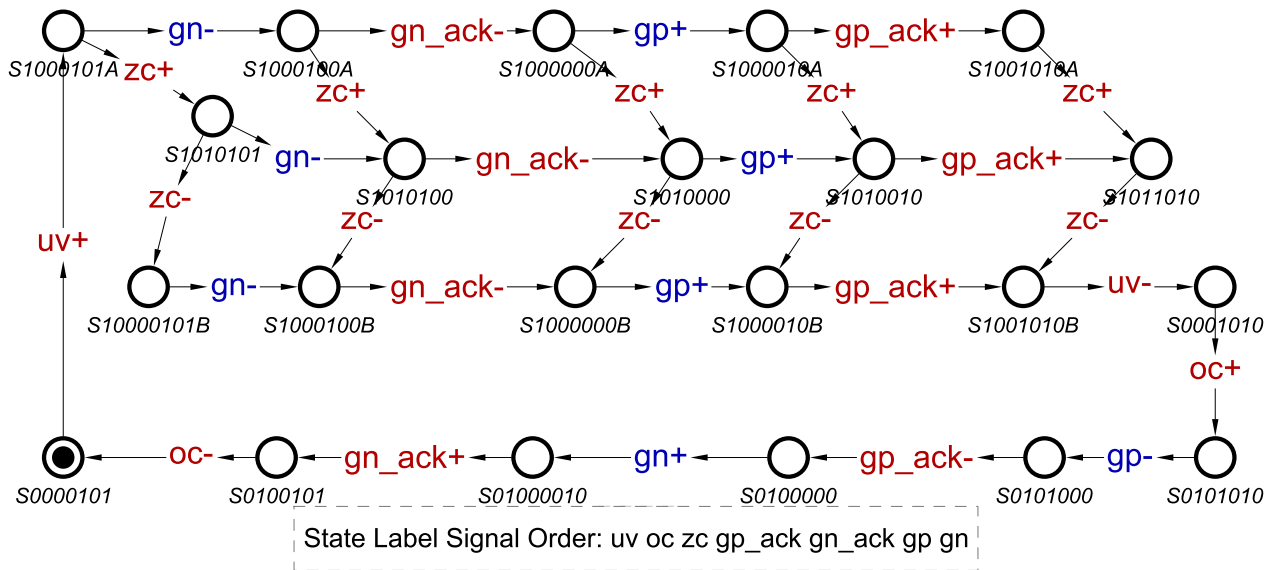 gn- gn_ack- gp+ gp_ack+
S1000101A S1000100A S1000000A S1000010A S1001010A
zc+ zc+ zc+ zc+ zc+
S1010101 gn- gn_ack- gp+ gp_ack+
S1010100 S1010000 S1010010 S1011010
zc- zc- zc- zc- zc-
uv+
gn- gn_ack- gp+ gp_ack+ uv-
S10000101B S1000100B S1000000B S1000010B S1001010B S0001010
oc+
oc- gn_ack+ gn+ gp_ack- gp-
S0000101 S0100101 S01000010 S0100000 S0101000 S0101010
State Label Signal Order: uv oc zc gp_ack gn_ack gp gn